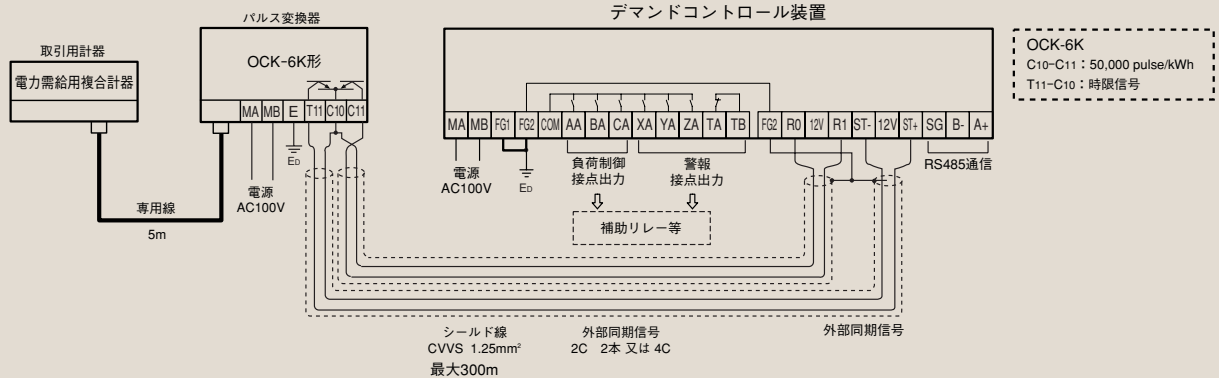 デマンドコントロール装置
パルス変換器
取引用計器
電力需給用複合計器
OCK-6K形
MA MB E T11 C10 C11
ED
電源
AC100V
専用線
5m
MA MB FG1 FG2 COM AA BA CA XA YA ZA TA TB FG2 R0 12V R1 ST- 12V ST+ SG B- A+
電源
AC100V
ED
負荷制御
接点出力
警報
接点出力
RS485通信
補助リレー等
シールド線
CVVS 1.25mm²
最大300m
外部同期信号
2C 2本 又は 4C
外部同期信号
OCK-6K
C10-C11:50,000 pulse/kWh
T11-C10:時限信号